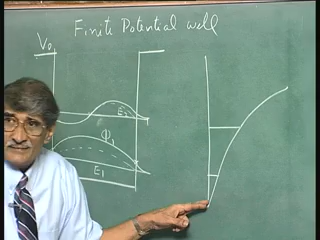 Finite Potential well
V₀
E₂
Φ₁
E₁